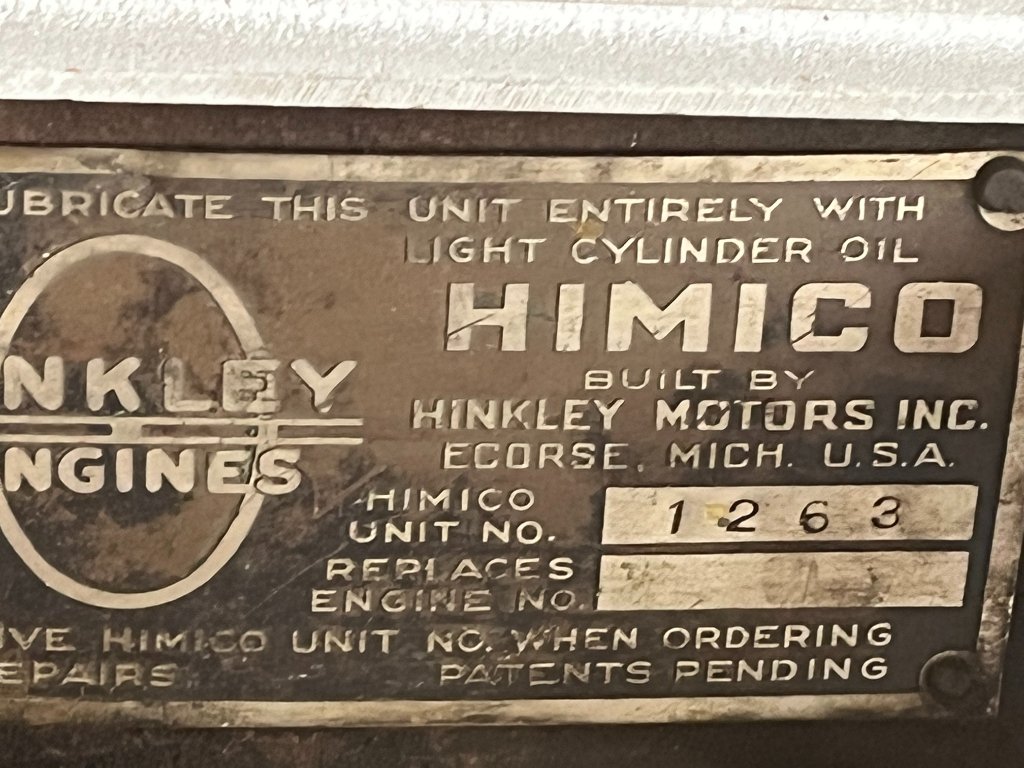 UBRICATE THIS UNIT ENTIRELY WITH
LIGHT CYLINDER OIL
HIMICO
BUILT BY
HINKLEY MOTORS INC.
ECORSE, MICH. U.S.A.
NKLEY
NGINES
HIMICO
UNIT NO. 1263
REPLACES
ENGINE NO.
IVE HIMICO UNIT NO. WHEN ORDERING
EPAIRS PATENTS PENDING